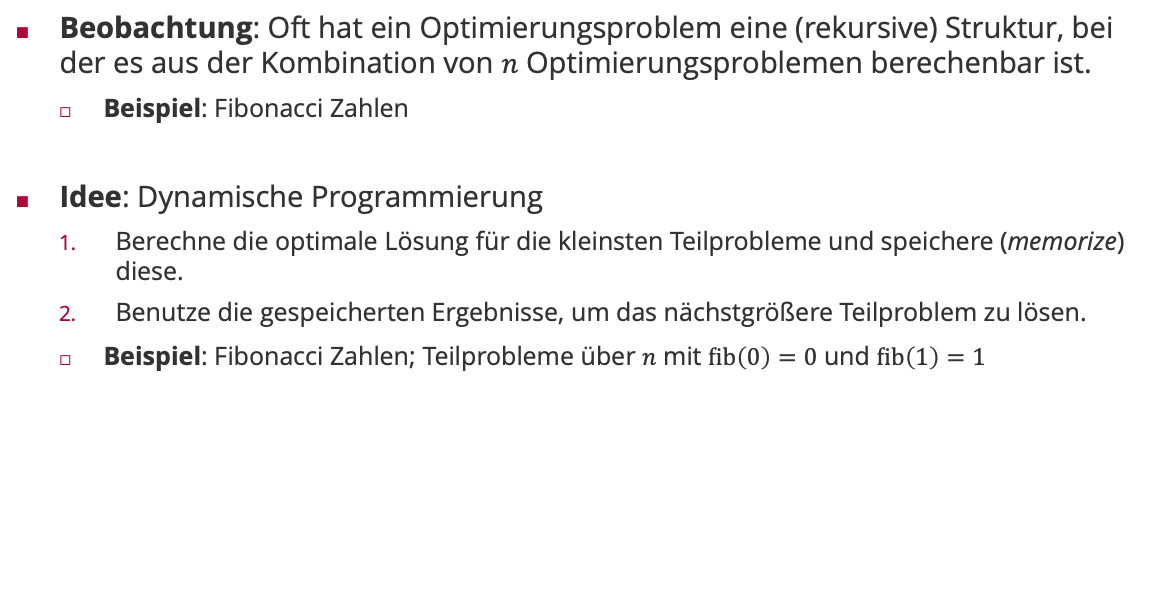 Beobachtung: Oft hat ein Optimierungsproblem eine (rekursive) Struktur, bei
der es aus der Kombination von n Optimierungsproblemen berechenbar ist.
Beispiel: Fibonacci Zahlen
Idee: Dynamische Programmierung
1. Berechne die optimale Lösung für die kleinsten Teilprobleme und speichere (memorize)
diese.
2. Benutze die gespeicherten Ergebnisse, um das nächstgrößere Teilproblem zu lösen.
Beispiel: Fibonacci Zahlen; Teilprobleme über n mit fib(0) = 0 und fib(1) = 1